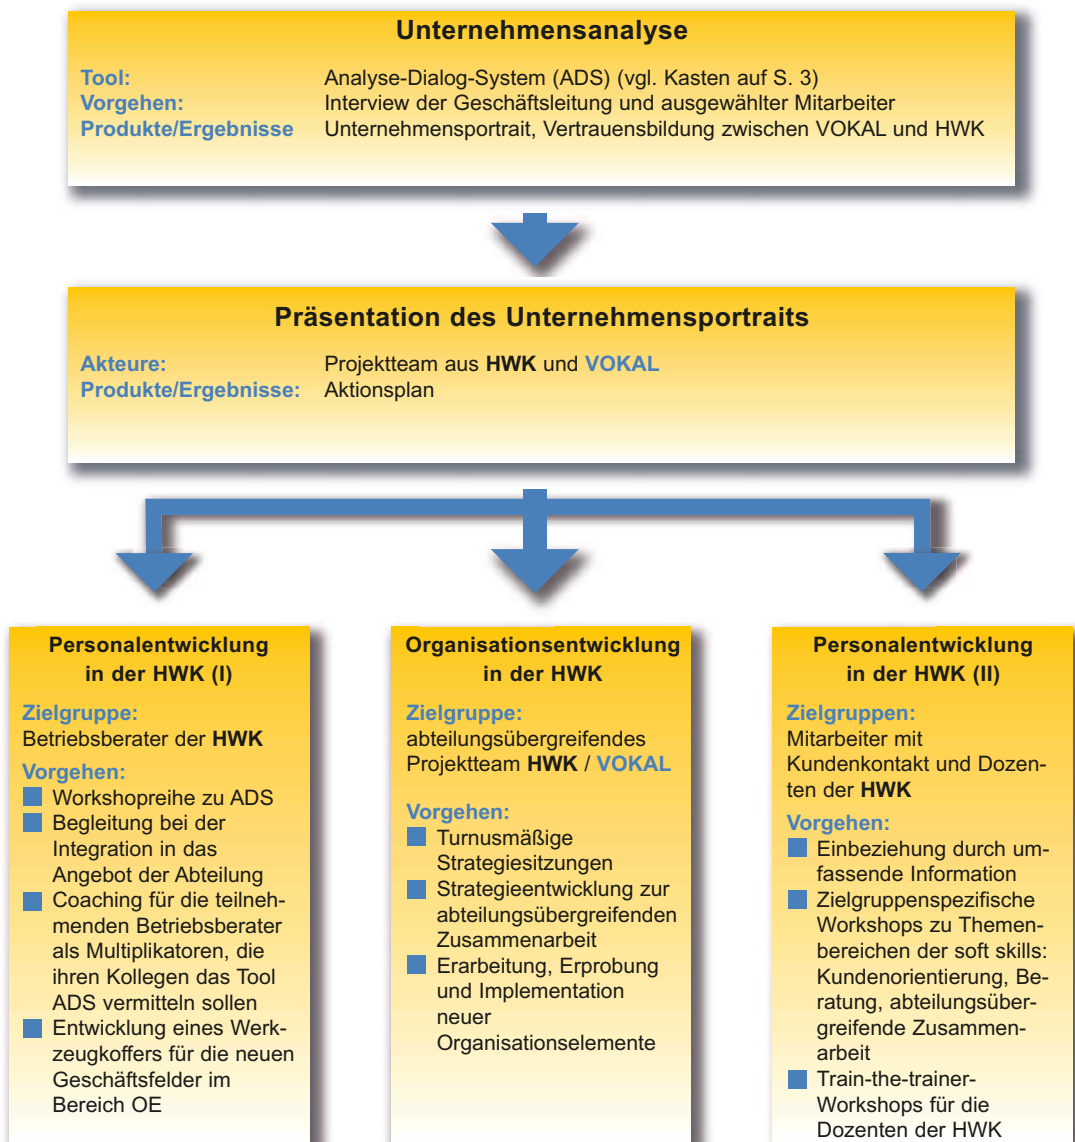 Unternehmensanalyse
Tool: Analyse-Dialog-System (ADS) (vgl. Kasten auf S. 3)
Vorgehen: Interview der Geschäftsleitung und ausgewählter Mitarbeiter
Produkte/Ergebnisse Unternehmensportrait, Vertrauensbildung zwischen VOKAL und HWK
Präsentation des Unternehmensportraits
Akteure: Projektteam aus HWK und VOKAL
Produkte/Ergebnisse: Aktionsplan
Personalentwicklung
in der HWK (I)
Zielgruppe:
Betriebsberater der HWK
Vorgehen:
Workshopreihe zu ADS
Begleitung bei der
Integration in das
Angebot der Abteilung
Coaching für die teilneh-
menden Betriebsberater
als Multiplikatoren, die
ihren Kollegen das Tool
ADS vermitteln sollen
Entwicklung eines Werk-
zeugkoffers für die neuen
Geschäftsfelder im
Bereich OE
Organisationsentwicklung
in der HWK
Zielgruppe:
abteilungsübergreifendes
Projektteam HWK / VOKAL
Vorgehen:
Turnusmäßige
Strategiesitzungen
Strategieentwicklung zur
abteilungsübergreifenden
Zusammenarbeit
Erarbeitung, Erprobung
und Implementation
neuer
Organisationselemente
Personalentwicklung
in der HWK (II)
Zielgruppen:
Mitarbeiter mit
Kundenkontakt und Dozen-
ten der HWK
Vorgehen:
Einbeziehung durch um-
fassende Information
Zielgruppenspezifische
Workshops zu Themen-
bereichen der soft skills:
Kundenorientierung, Be-
ratung, abteilungsüber-
greifende Zusammen-
arbeit
Train-the-trainer-
Workshops für die
Dozenten der HWK